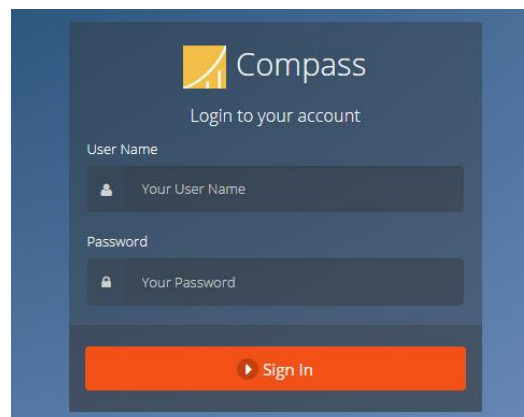 Compass
Login to your account
User Name
Your User Name
Password
Your Password
Sign In